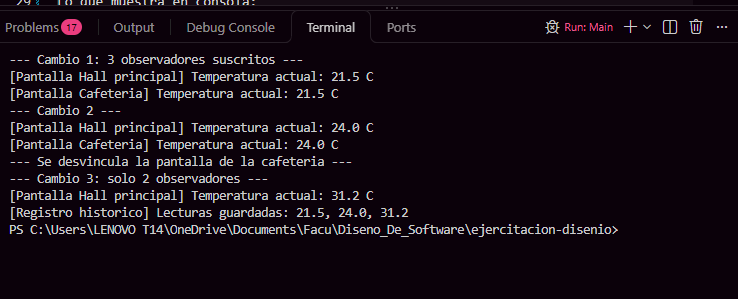 29 Lo que muestra en consola:
Problems 17 Output Debug Console Terminal Ports Run: Main
--- Cambio 1: 3 observadores suscritos ---
[Pantalla Hall principal] Temperatura actual: 21.5 C
[Pantalla Cafeteria] Temperatura actual: 21.5 C
--- Cambio 2 ---
[Pantalla Hall principal] Temperatura actual: 24.0 C
[Pantalla Cafeteria] Temperatura actual: 24.0 C
--- Se desvincula la pantalla de la cafeteria ---
--- Cambio 3: solo 2 observadores ---
[Pantalla Hall principal] Temperatura actual: 31.2 C
[Registro historico] Lecturas guardadas: 21.5, 24.0, 31.2
PS C:\Users\LENOVO T14\OneDrive\Documents\Facu\Diseno_De_Software\ejercitacion-disenio>